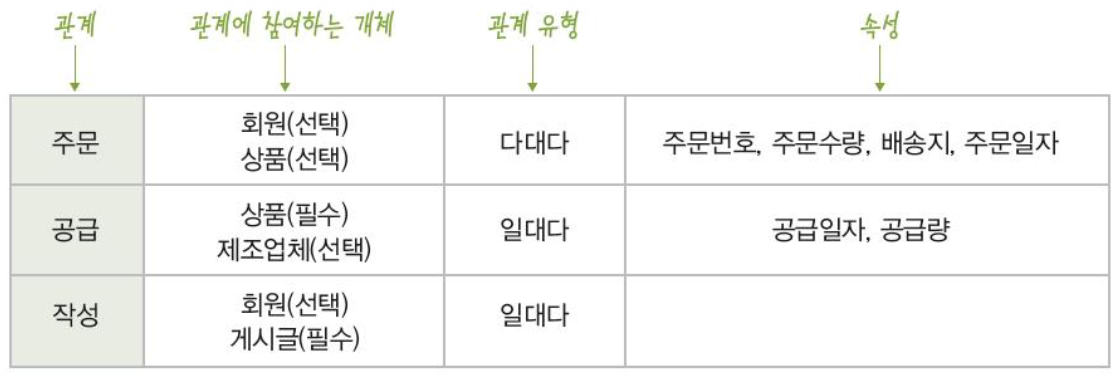 관계 관계에 참여하는 개체 관계 유형 속성
주문 회원(선택) 상품(선택) 다대다 주문번호, 주문수량, 배송지, 주문일자
공급 상품(필수) 제조업체(선택) 일대다 공급일자, 공급량
작성 회원(선택) 게시글(필수) 일대다